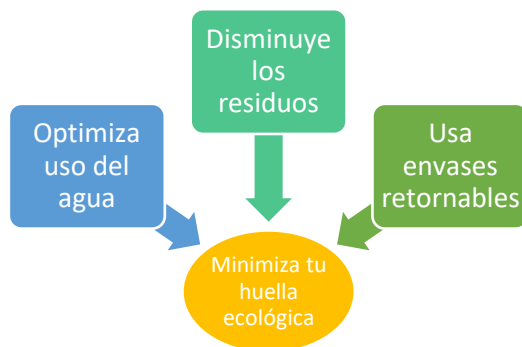 Disminuye
los
residuos
Optimiza
uso del
agua
Usa
envases
retornables
Minimiza tu
huella
ecológica